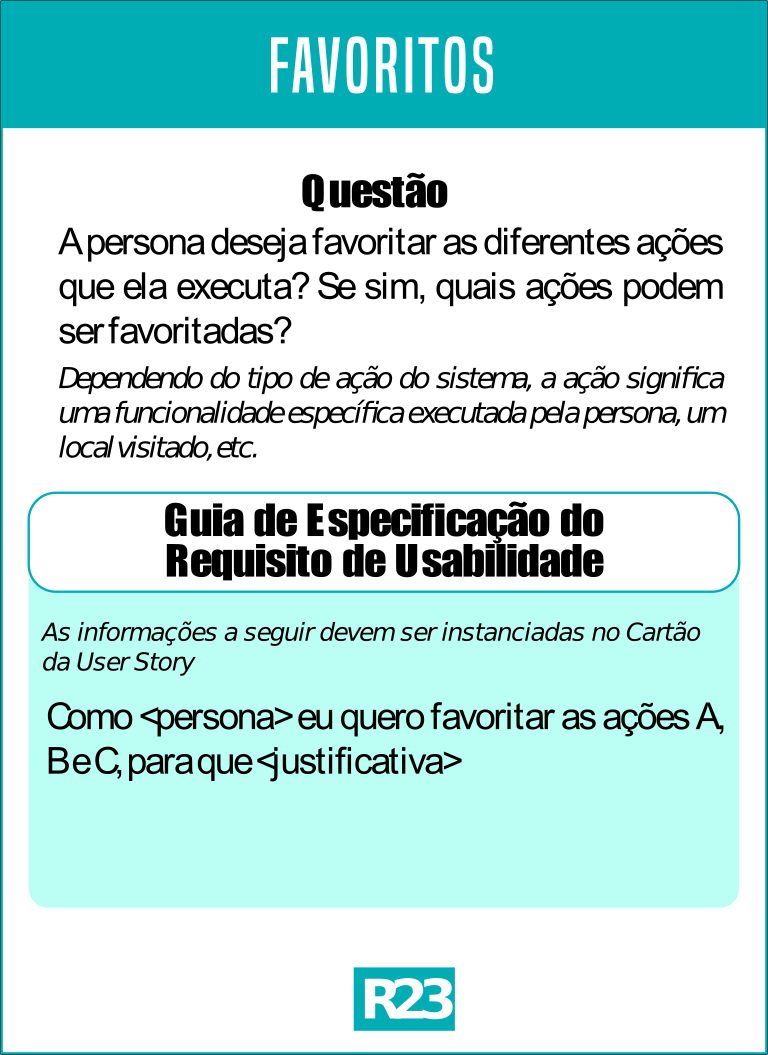 FAVORITOS
Questão
A persona deseja favoritar as diferentes ações
que ela executa? Se sim, quais ações podem
ser favoritadas?
Dependendo do tipo de ação do sistema, a ação significa
uma funcionalidade específica executada pela persona, um
local visitado, etc.
Guia de Especificação do
Requisito de Usabilidade
As informações a seguir devem ser instanciadas no Cartão
da User Story
Como <persona> eu quero favoritar as ações A,
B e C, para que <justificativa>
R23